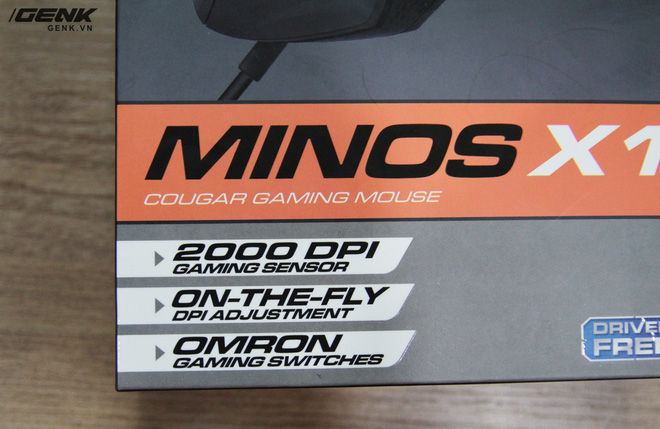 GENK
GENK.VN
MINOS X1
COUGAR GAMING MOUSE
2000 DPI
GAMING SENSOR
ON-THE-FLY
DPI ADJUSTMENT
OMRON
GAMING SWITCHES
DRIVER
FREE